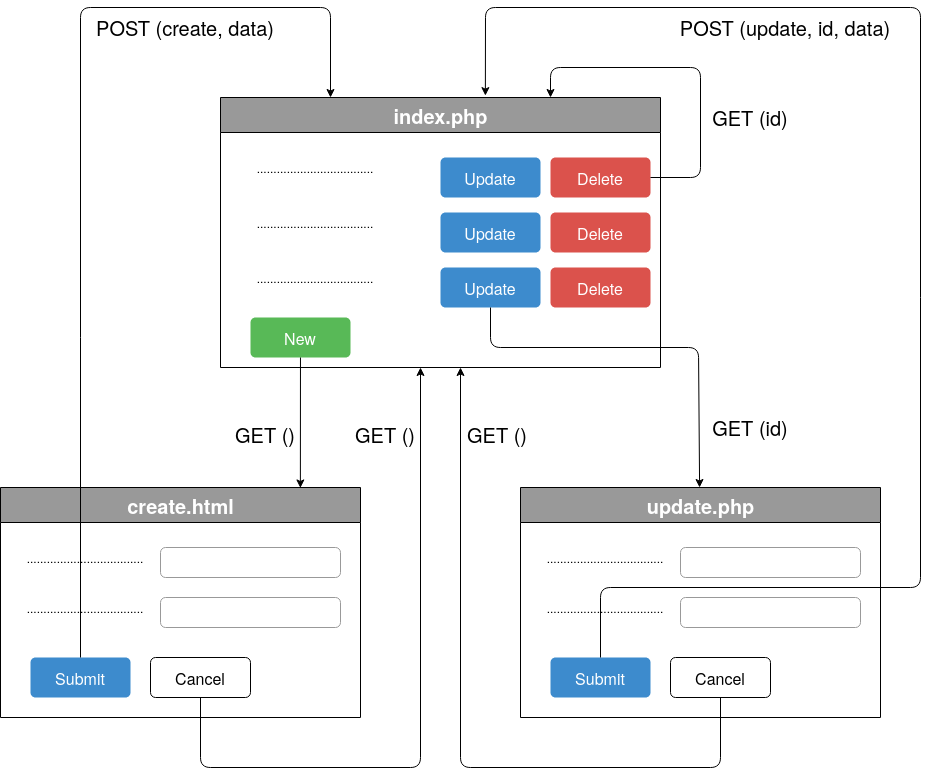 POST (create, data)
POST (update, id, data)
index.php
GET (id)
Update
Delete
Update
Delete
Update
Delete
New
GET ()
GET ()
GET ()
GET (id)
create.html
update.php
Submit
Cancel
Submit
Cancel